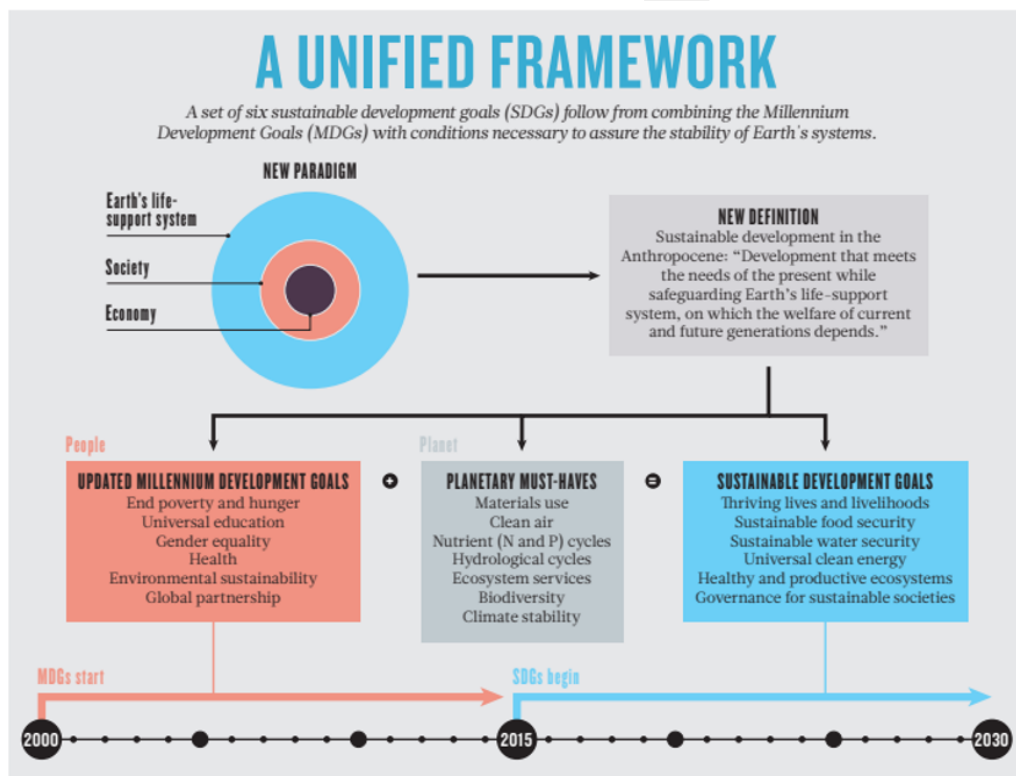 A UNIFIED FRAMEWORK
A set of six sustainable development goals (SDGs) follow from combining the Millennium
Development Goals (MDGs) with conditions necessary to assure the stability of Earth's systems.
NEW PARADIGM
Earth's life-
support system
Society
Economy
NEW DEFINITION
Sustainable development in the
Anthropocene: “Development that meets
the needs of the present while
safeguarding Earth's life-support
system, on which the welfare of current
and future generations depends.”
People
UPDATED MILLENNIUM DEVELOPMENT GOALS
End poverty and hunger
Universal education
Gender equality
Health
Environmental sustainability
Global partnership
+
Planet
PLANETARY MUST-HAVES
Materials use
Clean air
Nutrient (N and P) cycles
Hydrological cycles
Ecosystem services
Biodiversity
Climate stability
=
SUSTAINABLE DEVELOPMENT GOALS
Thriving lives and livelihoods
Sustainable food security
Sustainable water security
Universal clean energy
Healthy and productive ecosystems
Governance for sustainable societies
MDGs start
SDGs begin
2000
2015
2030